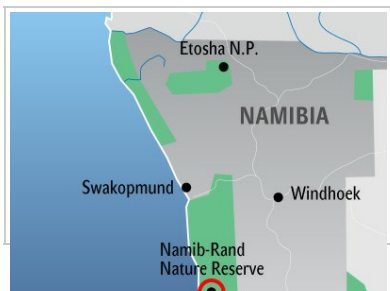 Etosha N.P.
NAMIBIA
Swakopmund
Windhoek
Namib-Rand
Nature Reserve